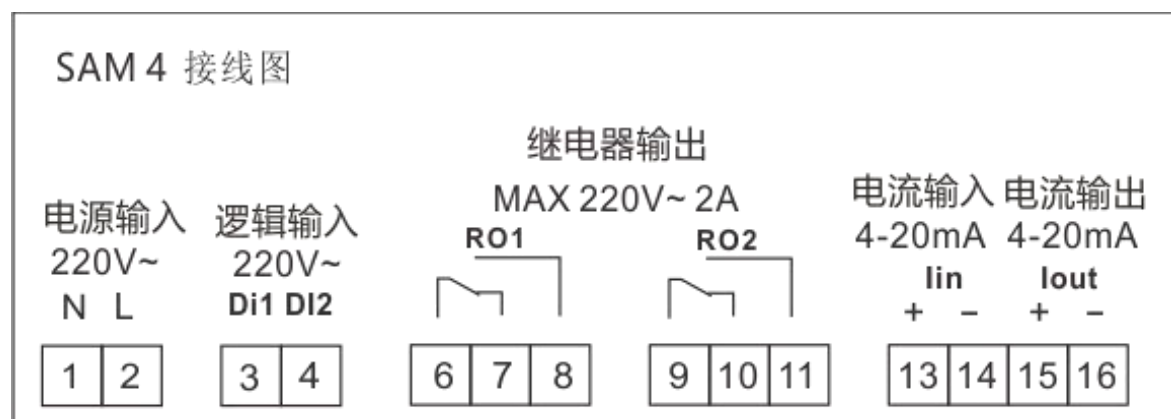 SAM 4 接线图
继电器输出
MAX 220V~ 2A
电源输入 逻辑输入 电流输入 电流输出
220V~ 220V~ RO1 RO2 4-20mA 4-20mA
N L Di1 DI2 Iin Iout
+ − + −
1 2 3 4 6 7 8 9 10 11 13 14 15 16